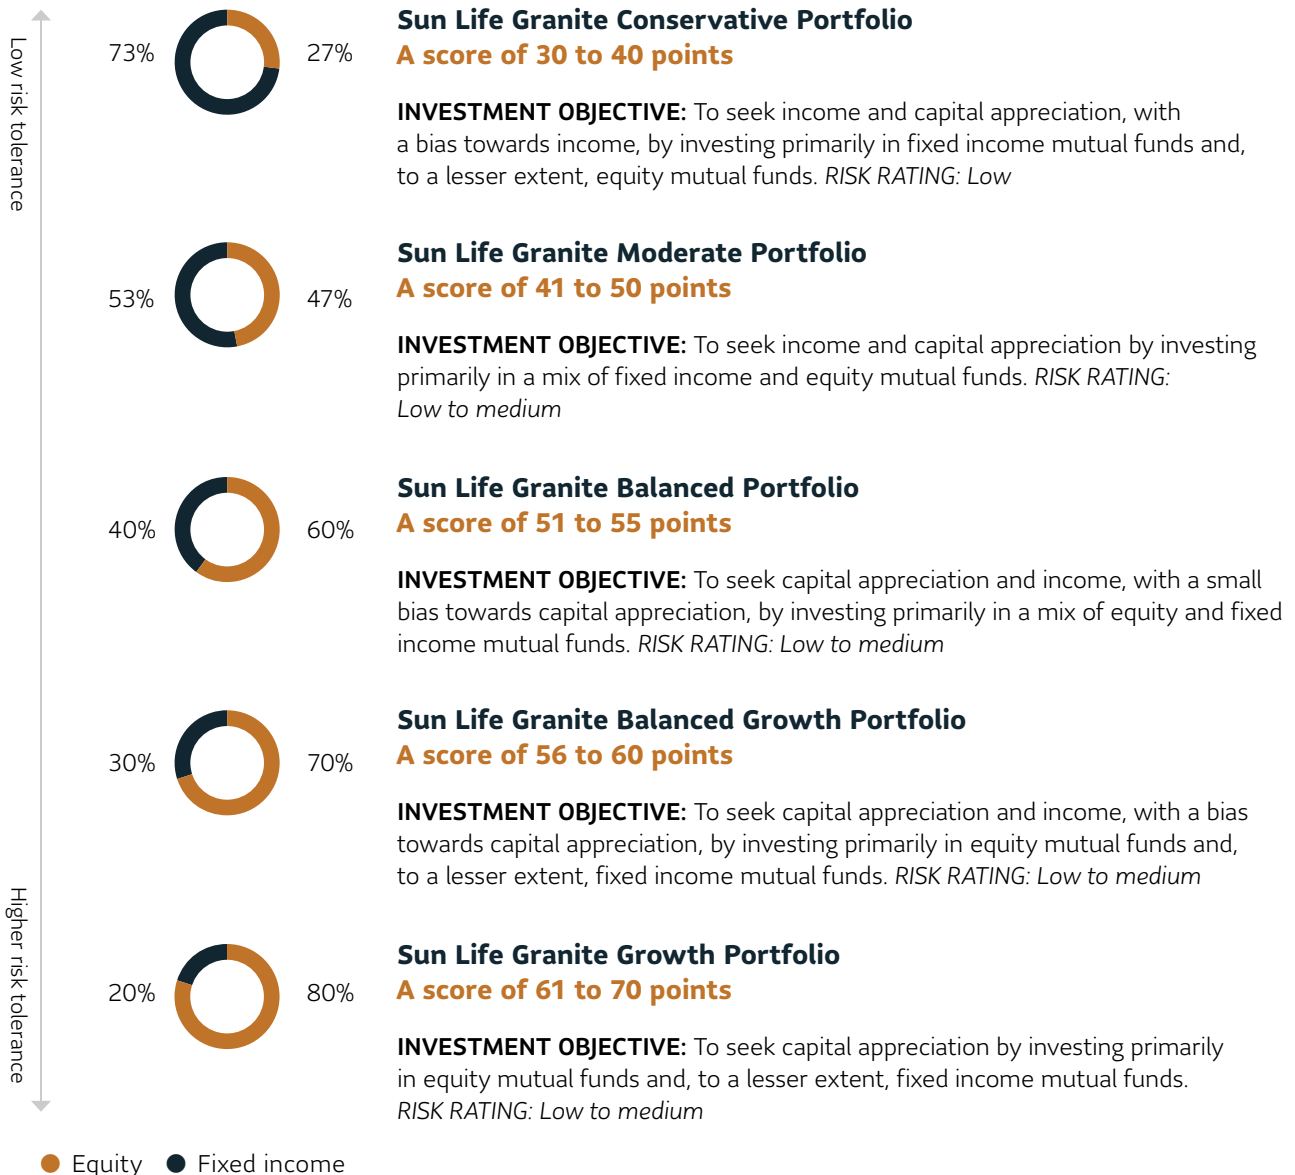 Low risk tolerance
73%
27%
Sun Life Granite Conservative Portfolio
A score of 30 to 40 points
INVESTMENT OBJECTIVE: To seek income and capital appreciation, with
a bias towards income, by investing primarily in fixed income mutual funds and,
to a lesser extent, equity mutual funds. RISK RATING: Low
53%
47%
Sun Life Granite Moderate Portfolio
A score of 41 to 50 points
INVESTMENT OBJECTIVE: To seek income and capital appreciation by investing
primarily in a mix of fixed income and equity mutual funds. RISK RATING:
Low to medium
40%
60%
Sun Life Granite Balanced Portfolio
A score of 51 to 55 points
INVESTMENT OBJECTIVE: To seek capital appreciation and income, with a small
bias towards capital appreciation, by investing primarily in a mix of equity and fixed
income mutual funds. RISK RATING: Low to medium
30%
70%
Sun Life Granite Balanced Growth Portfolio
A score of 56 to 60 points
INVESTMENT OBJECTIVE: To seek capital appreciation and income, with a bias
towards capital appreciation, by investing primarily in equity mutual funds and,
to a lesser extent, fixed income mutual funds. RISK RATING: Low to medium
Higher risk tolerance
20%
80%
Sun Life Granite Growth Portfolio
A score of 61 to 70 points
INVESTMENT OBJECTIVE: To seek capital appreciation by investing primarily
in equity mutual funds and, to a lesser extent, fixed income mutual funds.
RISK RATING: Low to medium
Equity
Fixed income